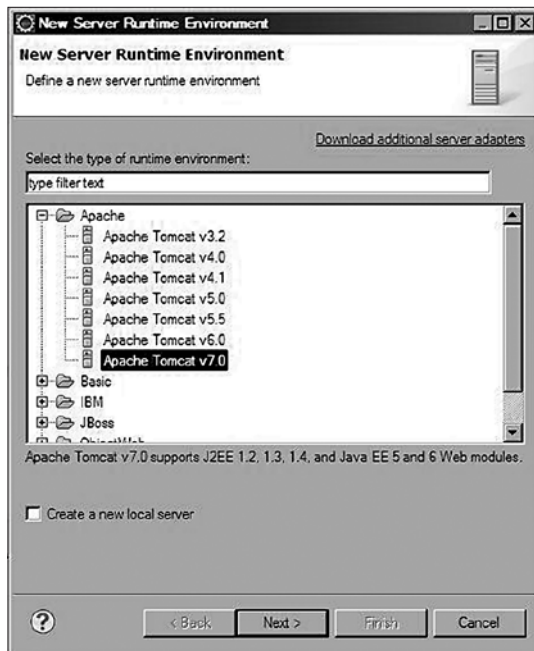 New Server Runtime Environment
New Server Runtime Environment
Define a new server runtime environment
Download additional server adapters
Select the type of runtime environment:
type filter text
Apache
Apache Tomcat v3.2
Apache Tomcat v4.0
Apache Tomcat v4.1
Apache Tomcat v5.0
Apache Tomcat v5.5
Apache Tomcat v6.0
Apache Tomcat v7.0
Basic
IBM
JBoss
ObjectWeb
Apache Tomcat v7.0 supports J2EE 1.2, 1.3, 1.4, and Java EE 5 and 6 Web modules.
Create a new local server
? < Back Next > Finish Cancel